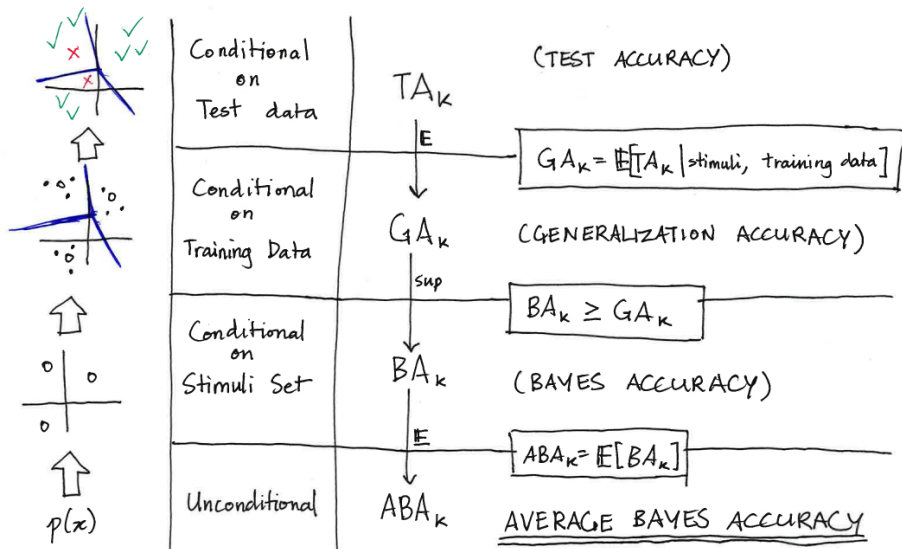 Conditional
on
Test data
TA_K
(TEST ACCURACY)
E
GA_K = E[TA_K | stimuli, training data]
Conditional
on
Training Data
GA_K
(GENERALIZATION ACCURACY)
sup
BA_K ≥ GA_K
Conditional
on
Stimuli Set
BA_K
(BAYES ACCURACY)
E
ABA_K = E[BA_K]
p(x)
Unconditional
ABA_K
AVERAGE BAYES ACCURACY